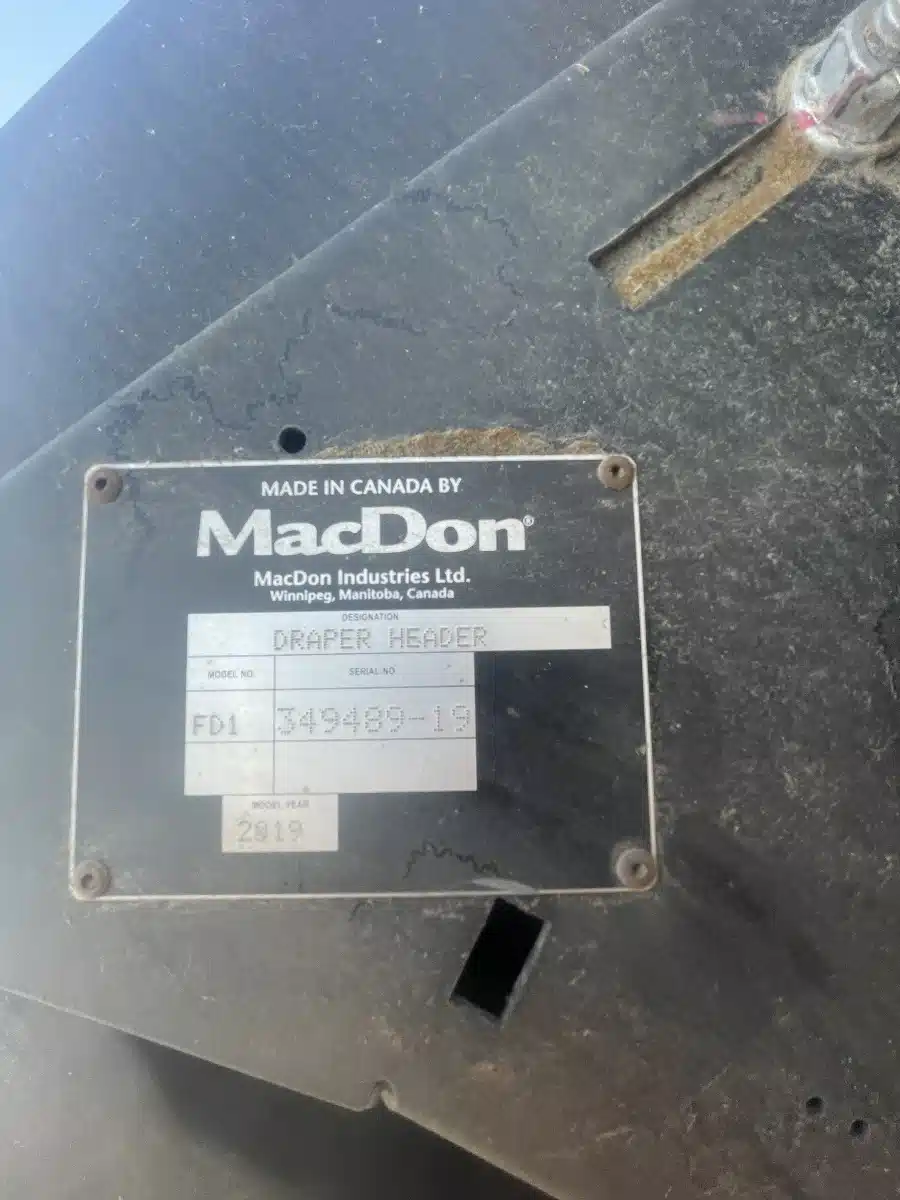 MADE IN CANADA BY
MacDon®
MacDon Industries Ltd.
Winnipeg, Manitoba, Canada
DESIGNATION
DRAPER HEADER
MODEL NO. SERIAL NO.
FD1 349489-19
MODEL YEAR
2019